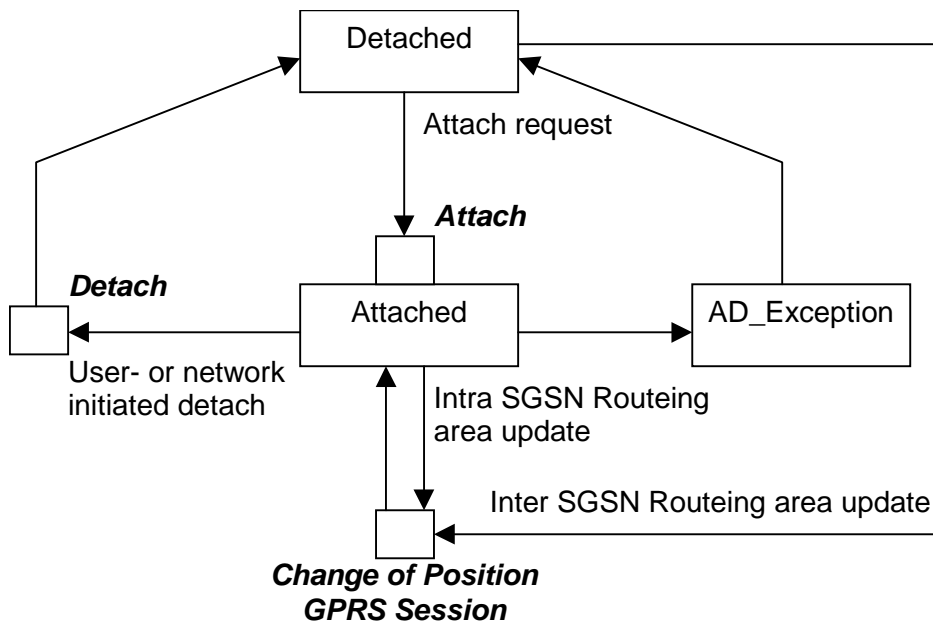 Detached
Attach request
Attach
Detach
Attached
AD_Exception
User- or network
initiated detach
Intra SGSN Routeing
area update
Inter SGSN Routeing area update
Change of Position
GPRS Session